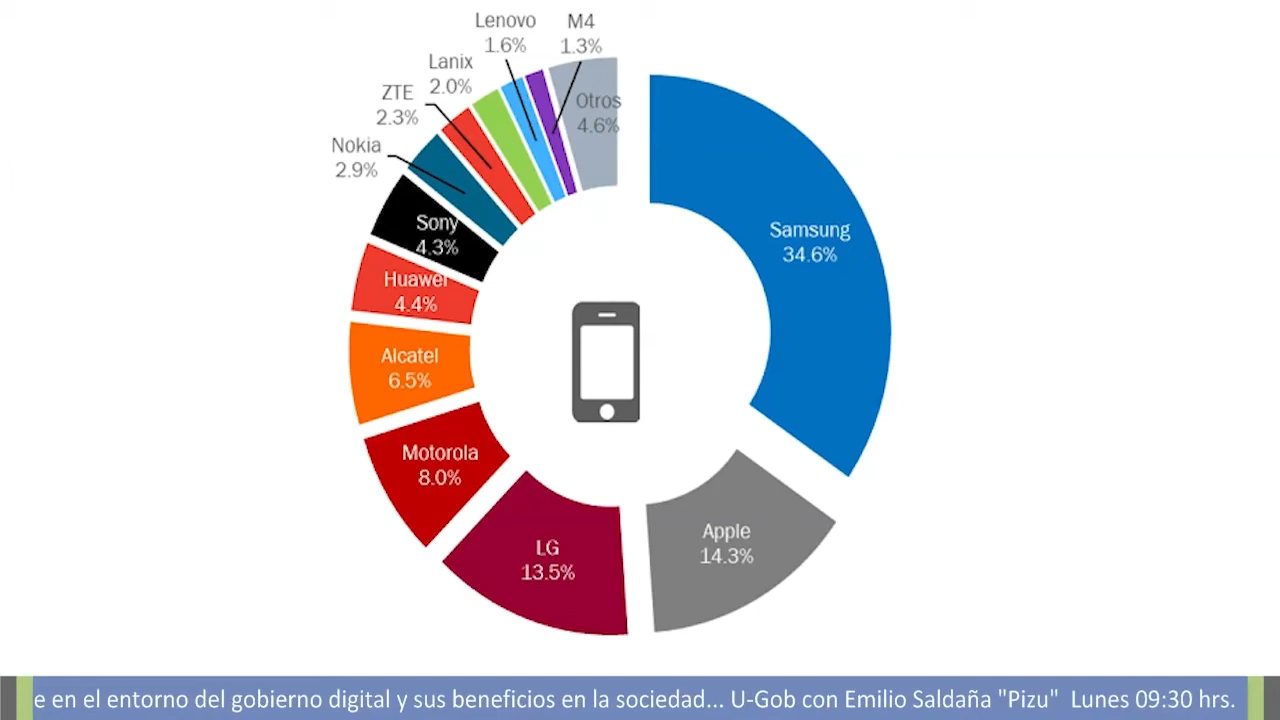 Lenovo
1.6%
M4
1.3%
Lanix
2.0%
ZTE
2.3%
Otros
4.6%
Nokia
2.9%
Sony
4.3%
Samsung
34.6%
Huawei
4.4%
Alcatel
6.5%
Motorola
8.0%
Apple
14.3%
LG
13.5%
e en el entorno del gobierno digital y sus beneficios en la sociedad... U-Gob con Emilio Saldaña "Pizu" Lunes 09:30 hrs.